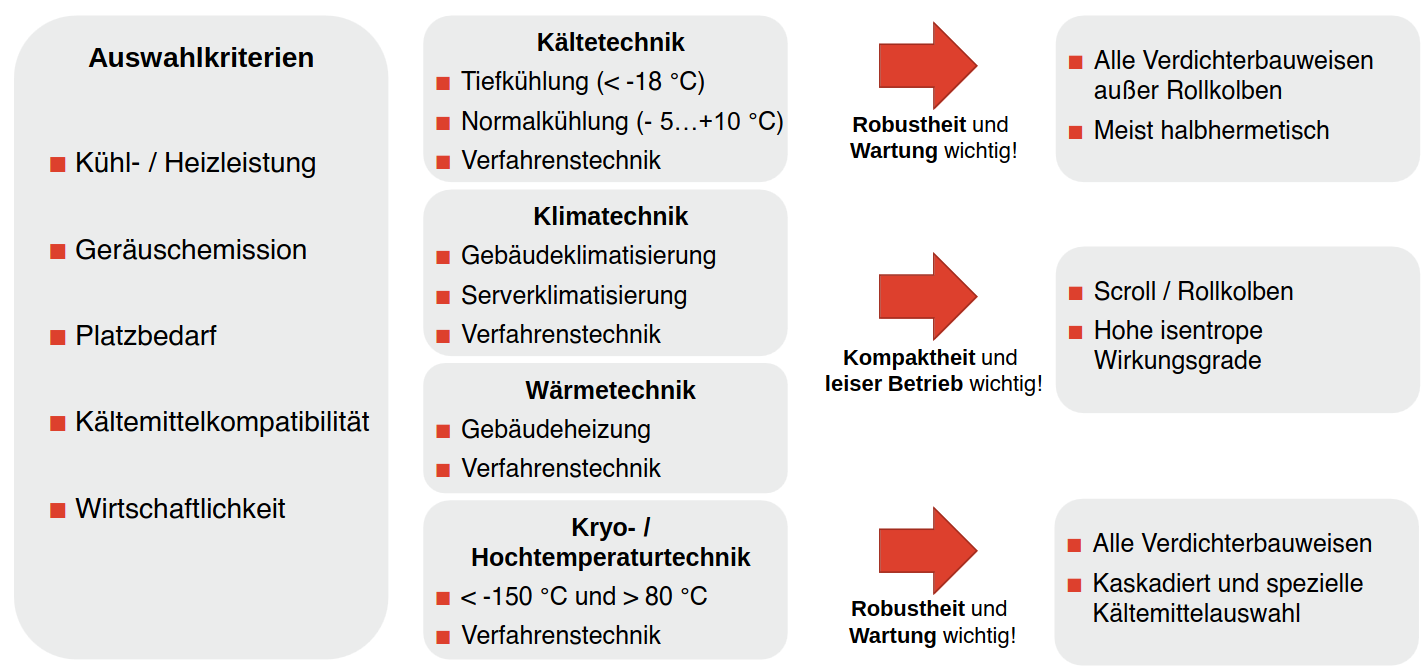 Auswahlkriterien
Kühl- / Heizleistung
Geräuschemission
Platzbedarf
Kältemittelkompatibilität
Wirtschaftlichkeit
Kältetechnik
Tiefkühlung (< -18 °C)
Normalkühlung (- 5…+10 °C)
Verfahrenstechnik
Robustheit und
Wartung wichtig!
Alle Verdichterbauweisen
außer Rollkolben
Meist halbhermetisch
Klimatechnik
Gebäudeklimatisierung
Serverklimatisierung
Verfahrenstechnik
Wärmetechnik
Gebäudeheizung
Verfahrenstechnik
Kompaktheit und
leiser Betrieb wichtig!
Scroll / Rollkolben
Hohe isentrope
Wirkungsgrade
Kryo- /
Hochtemperaturtechnik
< -150 °C und > 80 °C
Verfahrenstechnik
Robustheit und
Wartung wichtig!
Alle Verdichterbauweisen
Kaskadiert und spezielle
Kältemittelauswahl